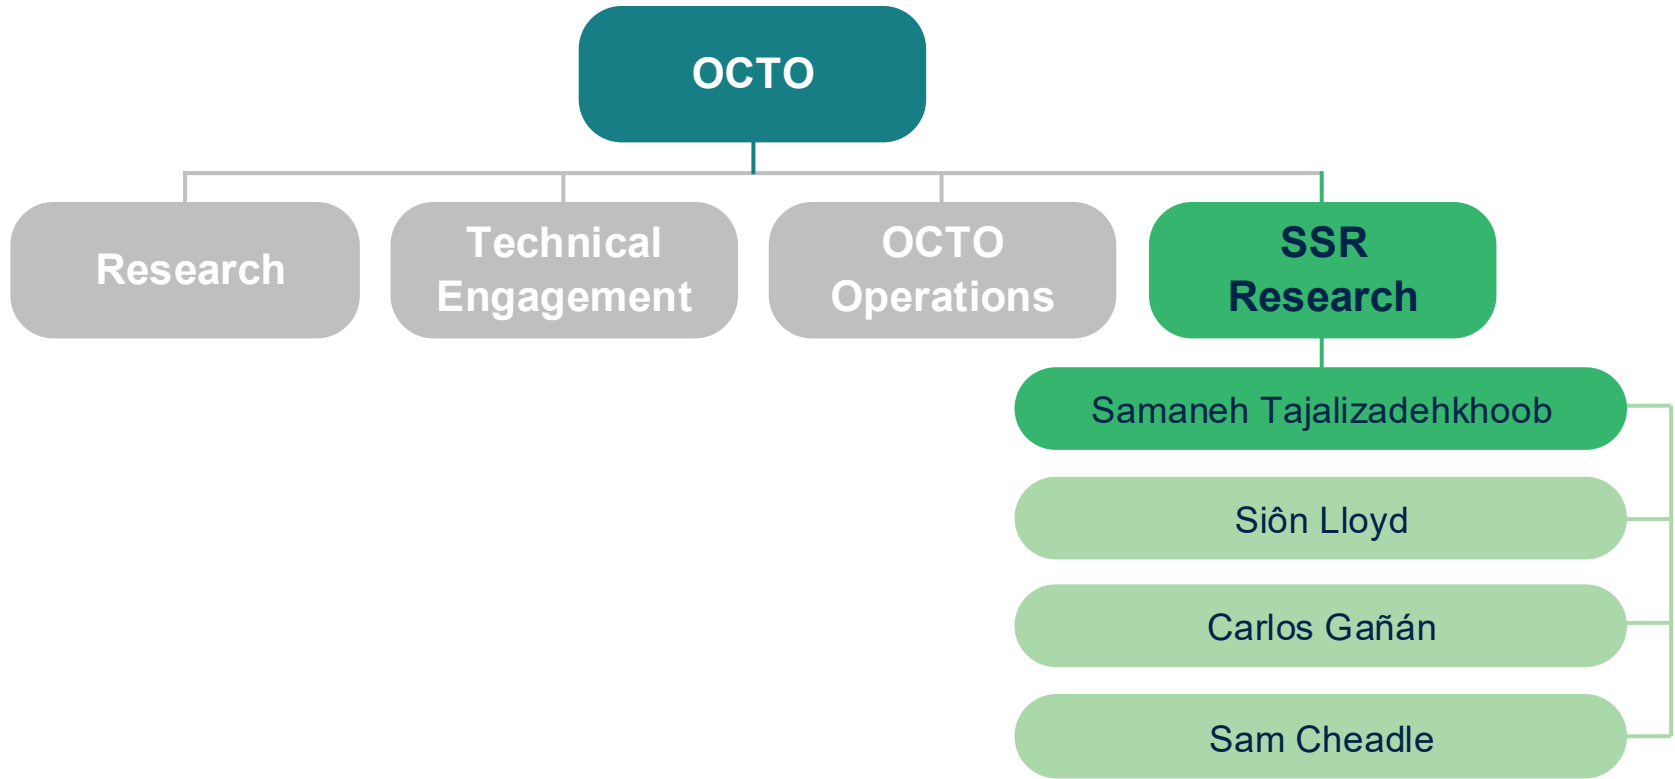 OCTO
Research
Technical
Engagement
OCTO
Operations
SSR
Research
Samaneh Tajalizadehkhoob
Siôn Lloyd
Carlos Gañán
Sam Cheadle